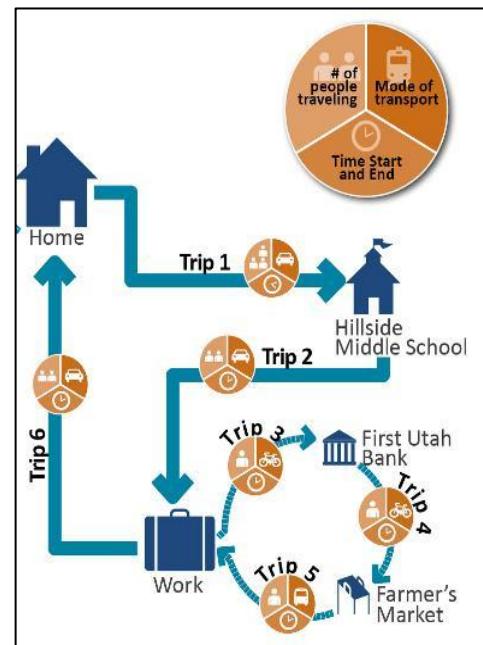 # of
people
traveling
Mode of
transport
Time Start
and End
Home
Trip 1
Hillside
Middle School
Trip 2
Trip 6
Trip 3
First Utah
Bank
Trip 4
Work
Trip 5
Farmer's
Market